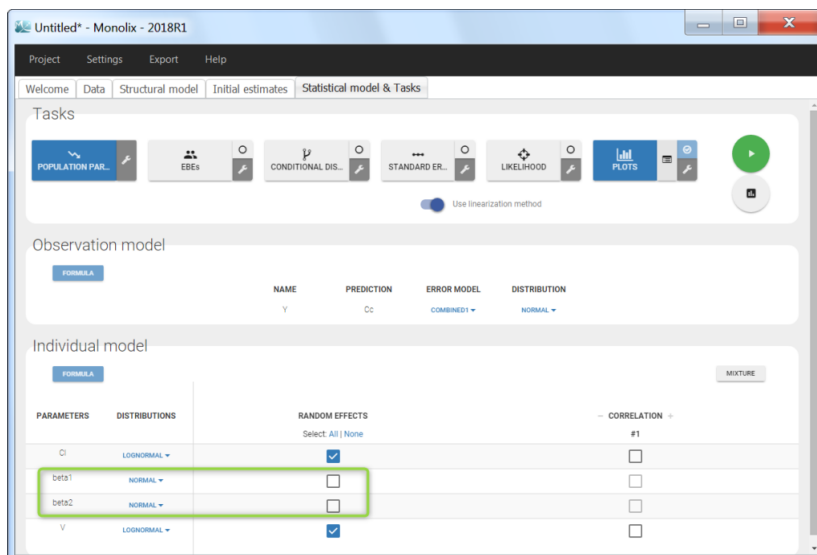 Untitled* - Monolix - 2018R1
Project Settings Export Help
Welcome Data Structural model Initial estimates Statistical model & Tasks
Tasks
POPULATION PAR... EBEs CONDITIONAL DIS... STANDARD ER... LIKELIHOOD PLOTS
Use linearization method
Observation model
FORMULA
NAME PREDICTION ERROR MODEL DISTRIBUTION
Y Cc COMBINED1 NORMAL
Individual model
FORMULA MIXTURE
PARAMETERS DISTRIBUTIONS RANDOM EFFECTS − CORRELATION +
Select: All | None #1
Cl LOGNORMAL
beta1 NORMAL
beta2 NORMAL
V LOGNORMAL